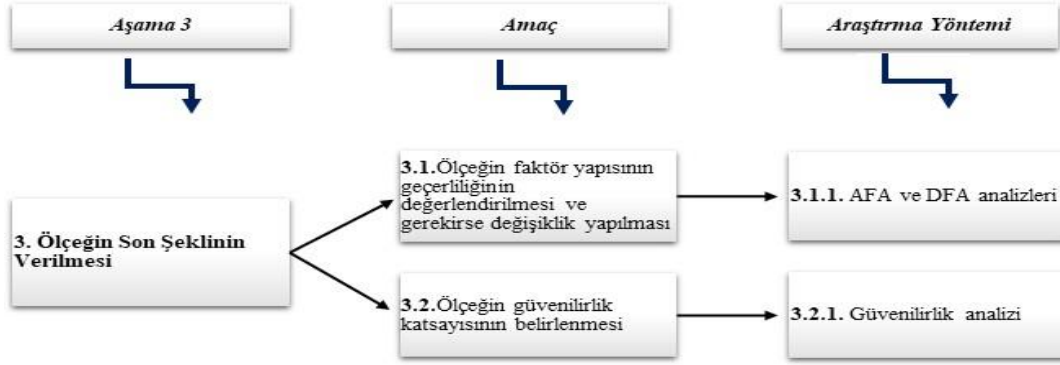 Aşama 3
Amaç
Araştırma Yöntemi
3. Ölçeğin Son Şeklinin
Verilmesi
3.1.Ölçeğin faktör yapısının
geçerliliğinin
değerlendirilmesi ve
gerekirse değişiklik yapılması
3.1.1. AFA ve DFA analizleri
3.2.Ölçeğin güvenilirlik
katsayısının belirlenmesi
3.2.1. Güvenilirlik analizi